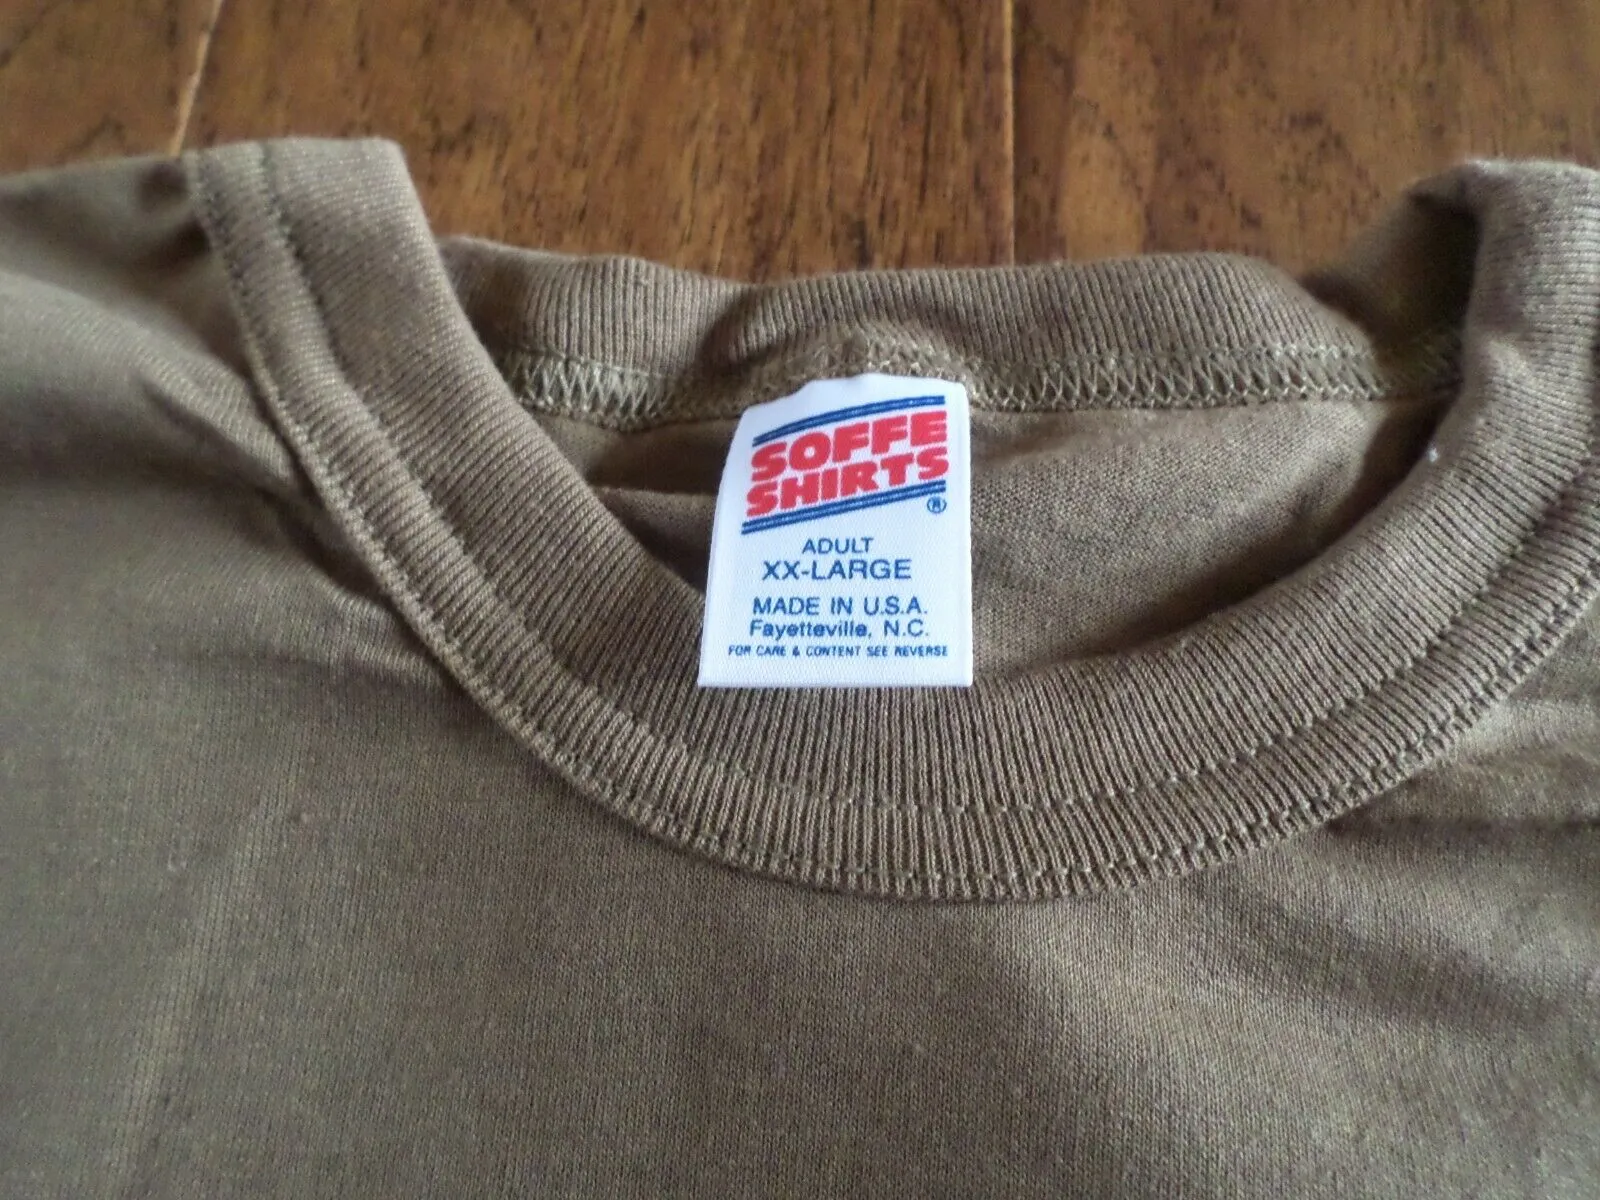 SOFFE
SHIRTS
®
ADULT
XX-LARGE
MADE IN U.S.A.
Fayetteville, N.C.
FOR CARE & CONTENT SEE REVERSE